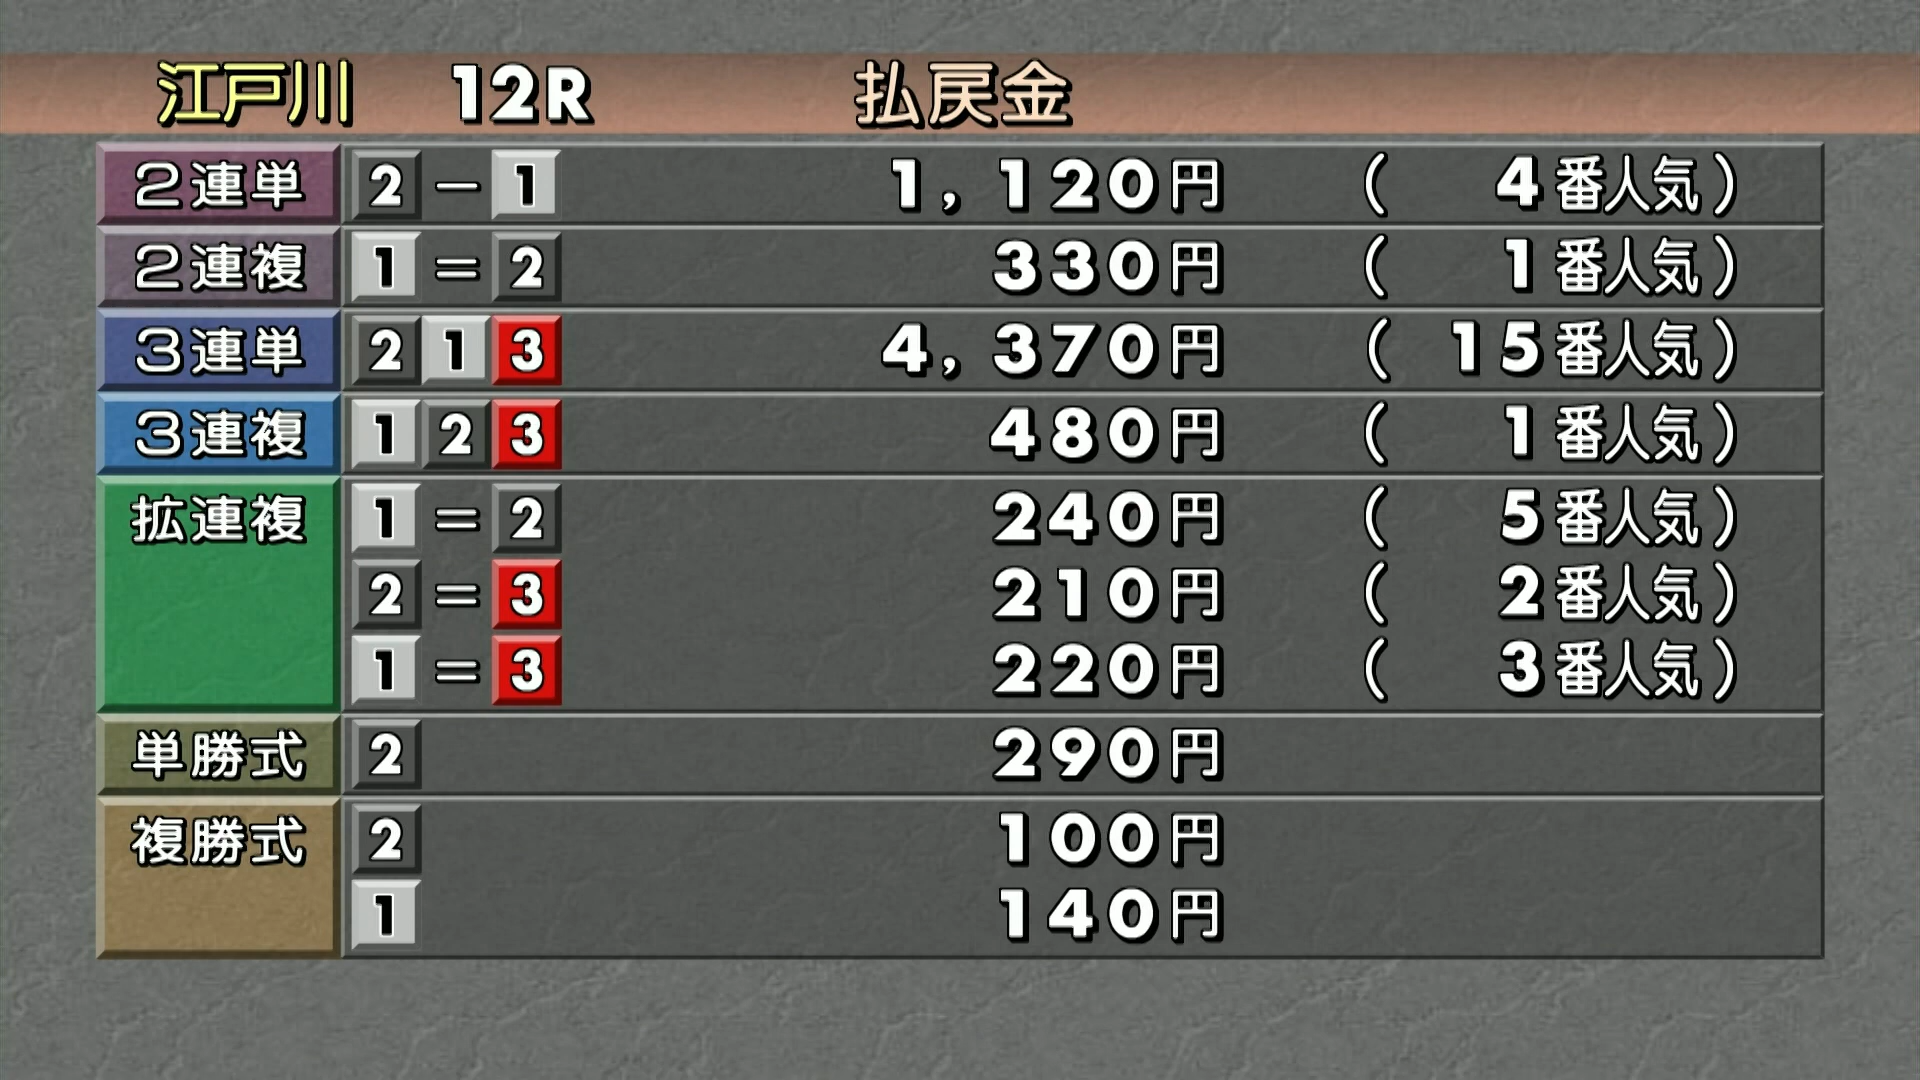 江戸川 12R 払戻金
2連単 2 － 1 1,120円 ( 4番人気)
2連複 1 ＝ 2 330円 ( 1番人気)
3連単 2 1 3 4,370円 ( 15番人気)
3連複 1 2 3 480円 ( 1番人気)
拡連複 1 ＝ 2 240円 ( 5番人気)
2 ＝ 3 210円 ( 2番人気)
1 ＝ 3 220円 ( 3番人気)
単勝式 2 290円
複勝式 2 100円
1 140円